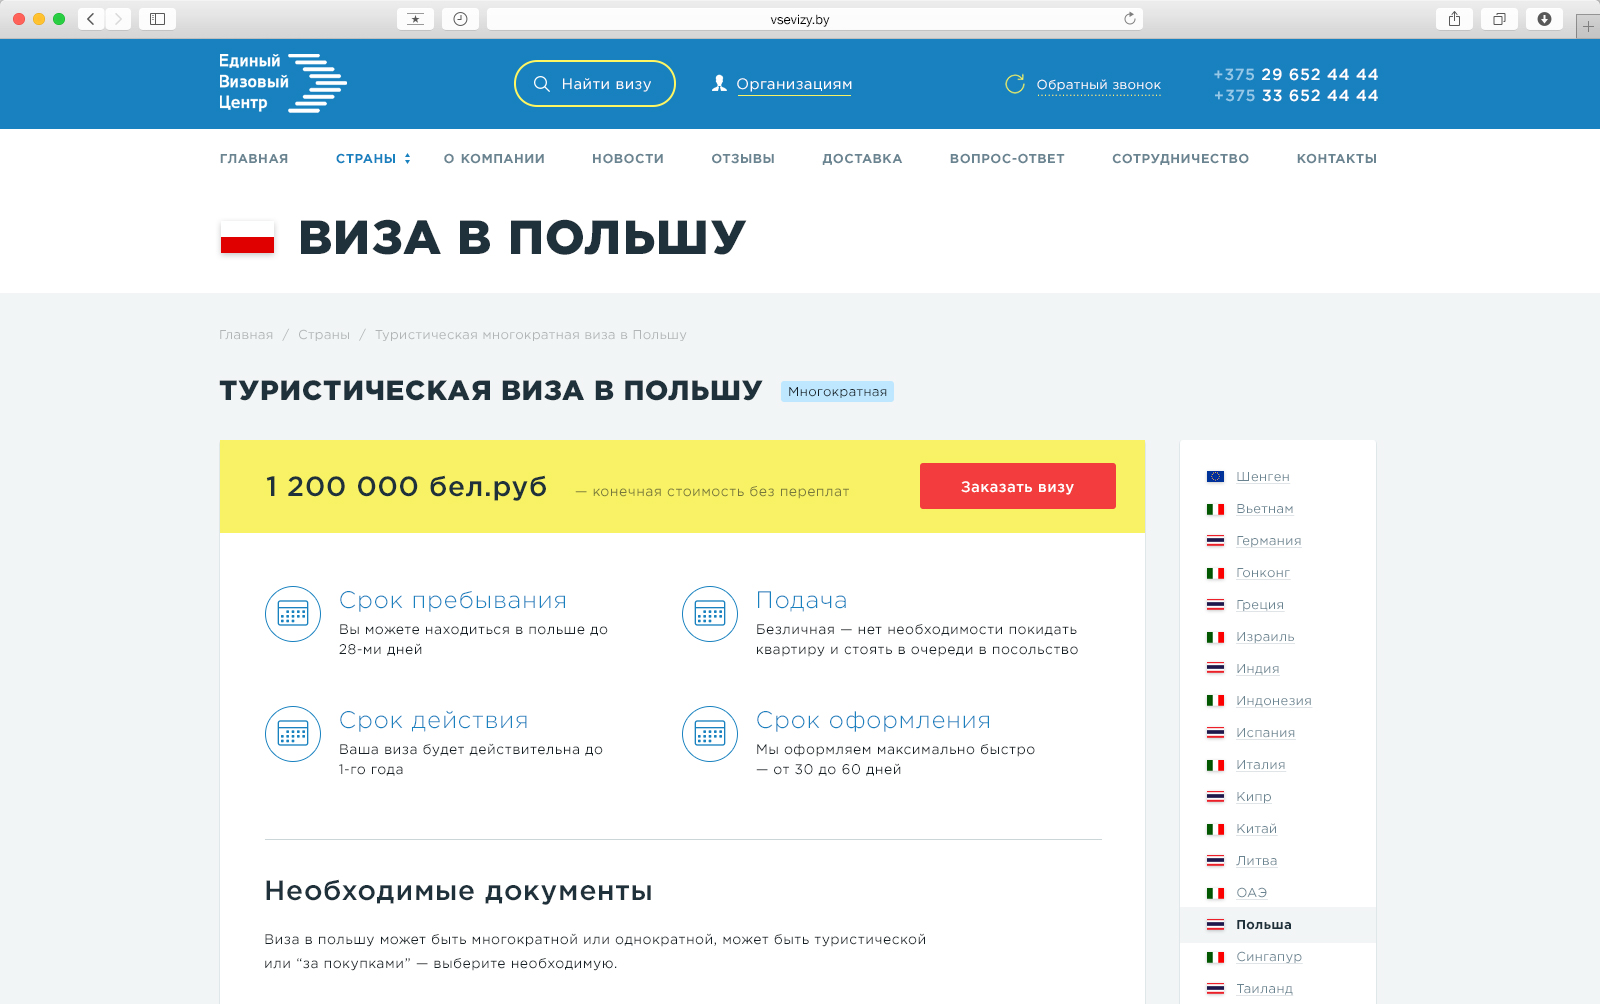 vsevizy.by
Единый
Визовый
Центр
Найти визу
Организациям
Обратный звонок
+375 29 652 44 44
+375 33 652 44 44
ГЛАВНАЯ
СТРАНЫ
О КОМПАНИИ
НОВОСТИ
ОТЗЫВЫ
ДОСТАВКА
ВОПРОС-ОТВЕТ
СОТРУДНИЧЕСТВО
КОНТАКТЫ
ВИЗА В ПОЛЬШУ
Главная / Страны / Туристическая многократная виза в Польшу
ТУРИСТИЧЕСКАЯ ВИЗА В ПОЛЬШУ
Многократная
1 200 000 бел.руб
— конечная стоимость без переплат
Заказать визу
Срок пребывания
Вы можете находиться в польше до
28-ми дней
Подача
Безличная — нет необходимости покидать
квартиру и стоять в очереди в посольство
Срок действия
Ваша виза будет действительна до
1-го года
Срок оформления
Мы оформляем максимально быстро
— от 30 до 60 дней
Необходимые документы
Виза в польшу может быть многократной или однократной, может быть туристической
или “за покупками” — выберите необходимую.
Шенген
Вьетнам
Германия
Гонконг
Греция
Израиль
Индия
Индонезия
Испания
Италия
Кипр
Китай
Литва
ОАЭ
Польша
Сингапур
Таиланд